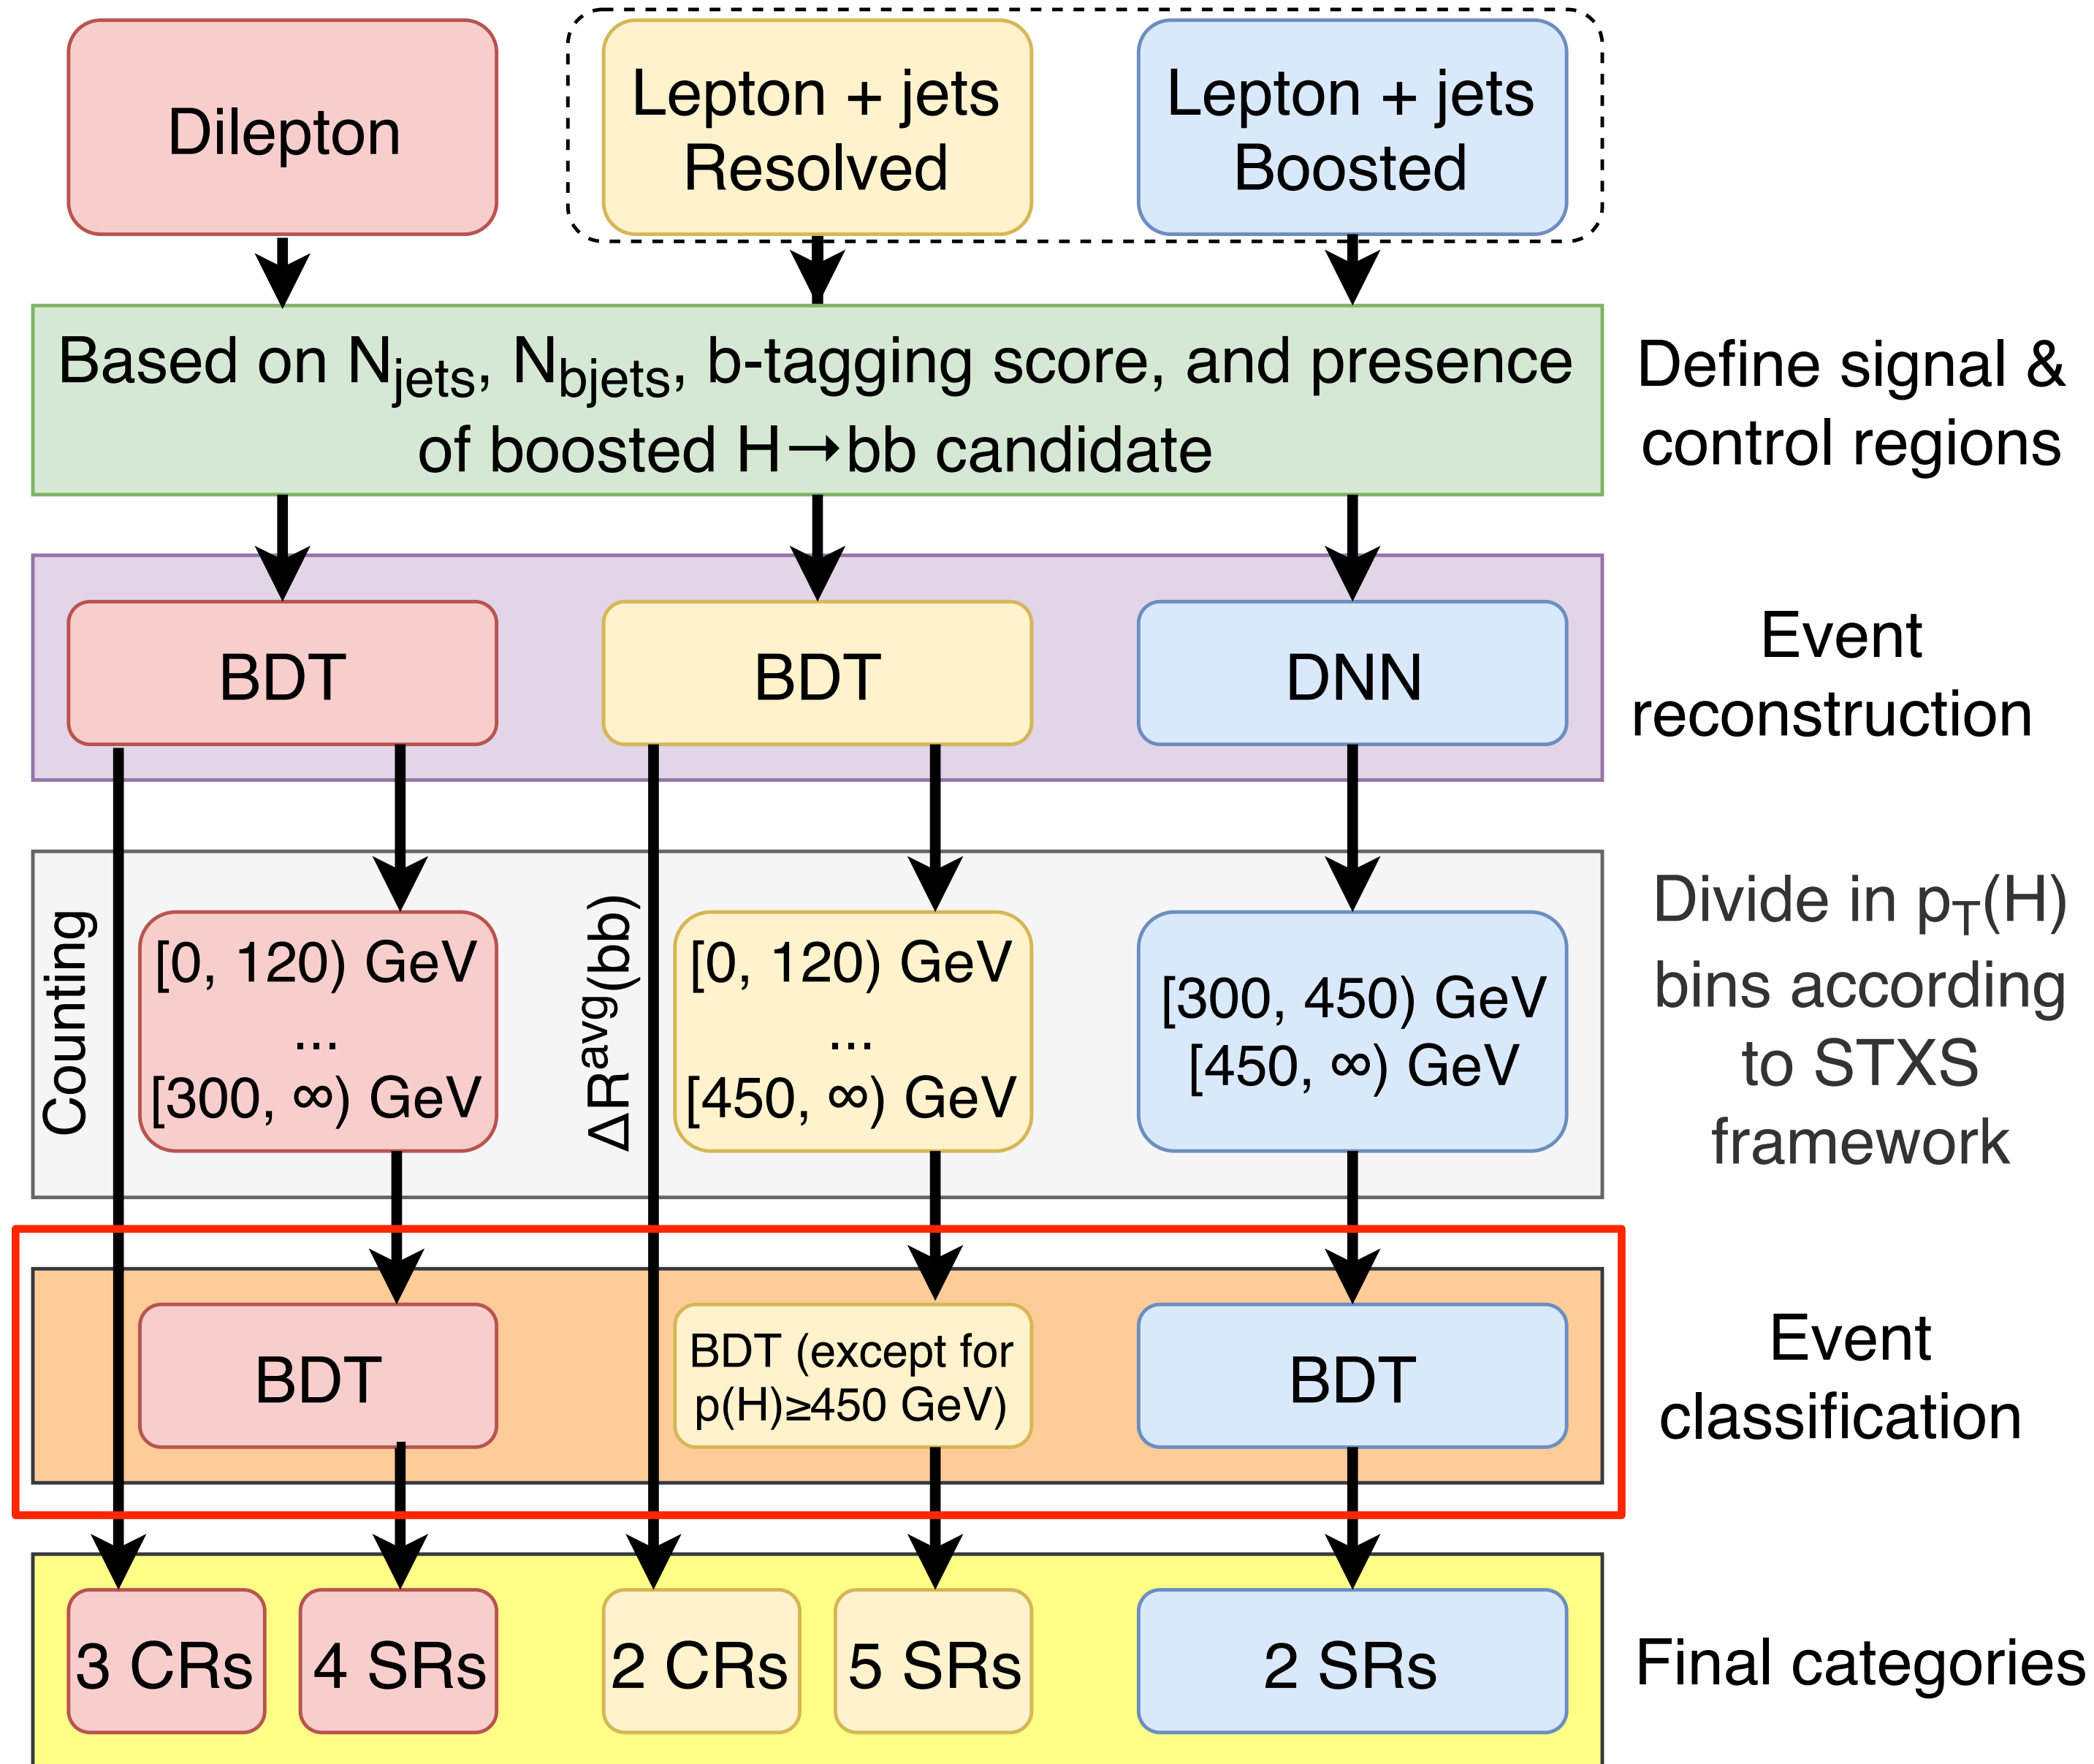 Dilepton
Lepton + jets
Resolved
Lepton + jets
Boosted
Based on Njets, Nbjets, b-tagging score, and presence
of boosted H→bb candidate
Define signal &
control regions
BDT
BDT
DNN
Event
reconstruction
Counting
[0, 120) GeV
...
[300, ∞) GeV
ΔRavg(bb)
[0, 120) GeV
...
[450, ∞) GeV
[300, 450) GeV
[450, ∞) GeV
Divide in pT(H)
bins according
to STXS
framework
BDT
BDT (except for
p(H)≥450 GeV)
BDT
Event
classification
3 CRs
4 SRs
2 CRs
5 SRs
2 SRs
Final categories